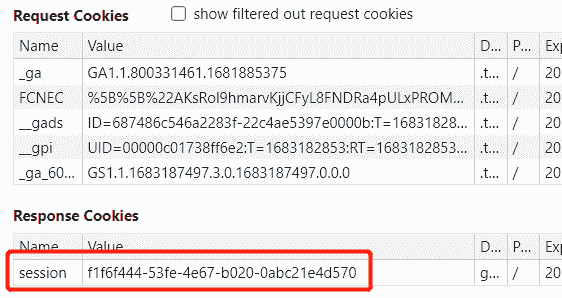 Request Cookies show filtered out request cookies
Name Value D... P... Ex
_ga GA1.1.800331461.1681885375 .t... / 20
FCNEC %5B%5B%22AKsRol9hmarvKjjCFyL8FNDRa4pULxPROM... .t... / 20
__gads ID=687486c546a2283f-22c4ae5397e0000b:T=16831828... .t... / 20
__gpi UID=00000c01738ff6e2:T=1683182853:RT=1683182853... .t... / 20
_ga_60... GS1.1.1683187497.3.0.1683187497.0.0.0 .t... / 20
Response Cookies
Name Value D... P... Ex
session f1f6f444-53fe-4e67-b020-0abc21e4d570 g... / 20